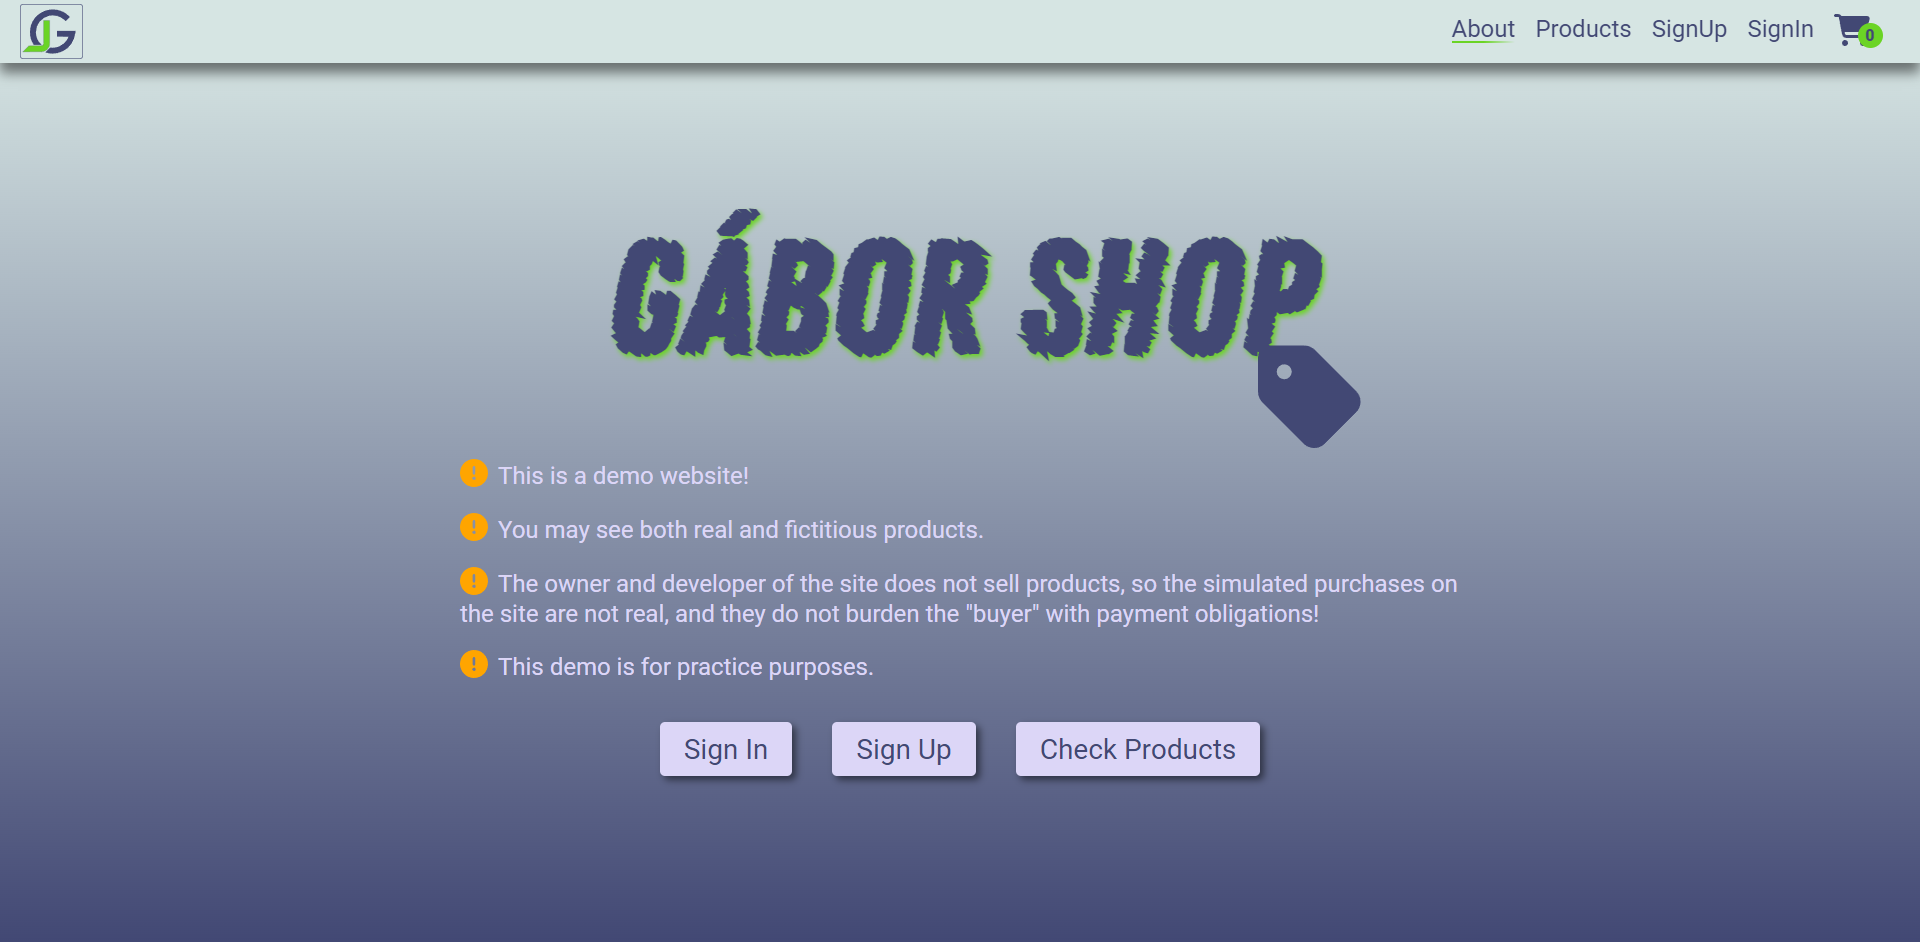 JG
About Products SignUp SignIn 0
GÁBOR SHOP
! This is a demo website!
! You may see both real and fictitious products.
! The owner and developer of the site does not sell products, so the simulated purchases on
the site are not real, and they do not burden the "buyer" with payment obligations!
! This demo is for practice purposes.
Sign In Sign Up Check Products